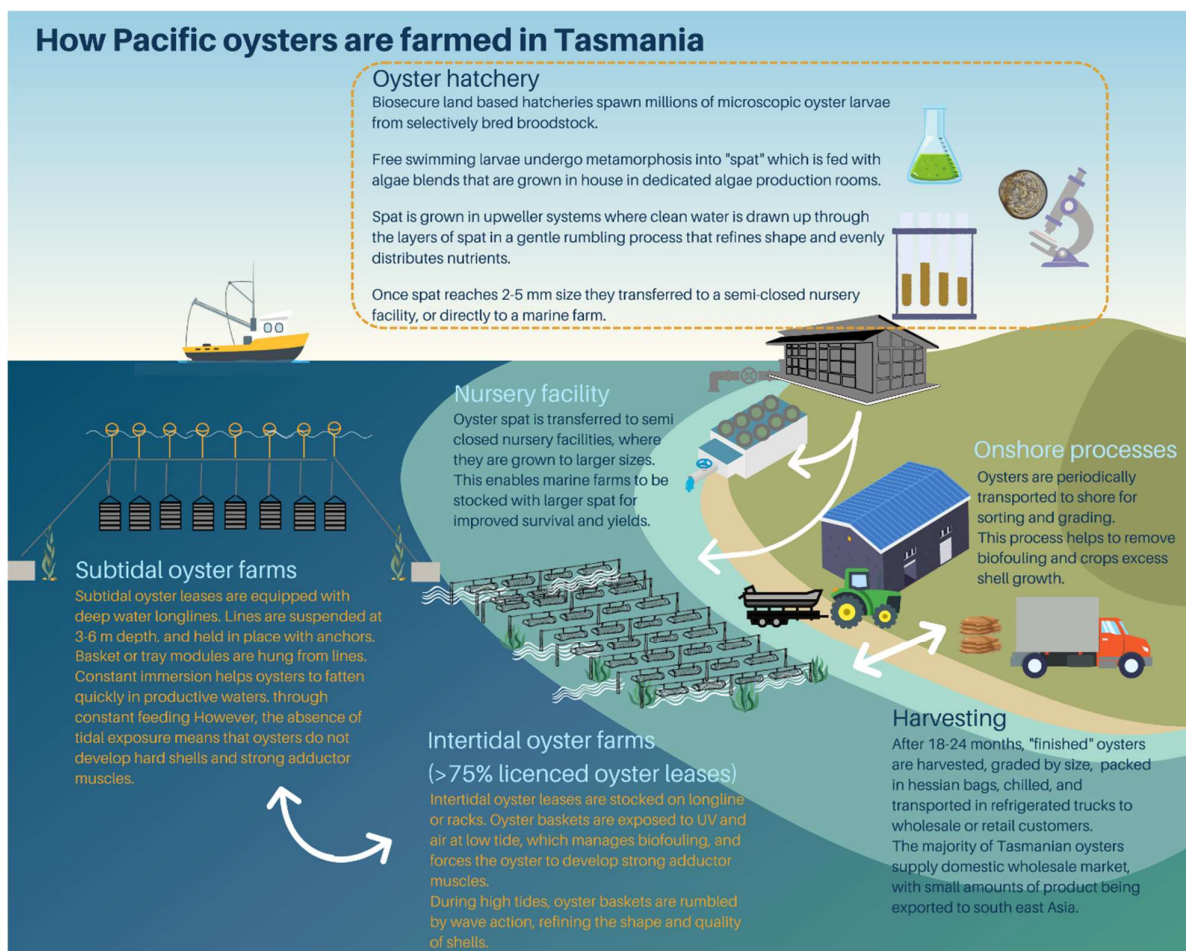 How Pacific oysters are farmed in Tasmania
Oyster hatchery
Biosecure land based hatcheries spawn millions of microscopic oyster larvae
from selectively bred broodstock.
Free swimming larvae undergo metamorphosis into "spat" which is fed with
algae blends that are grown in house in dedicated algae production rooms.
Spat is grown in upweller systems where clean water is drawn up through
the layers of spat in a gentle rumbling process that refines shape and evenly
distributes nutrients.
Once spat reaches 2-5 mm size they transferred to a semi-closed nursery
facility, or directly to a marine farm.
Nursery facility
Oyster spat is transferred to semi
closed nursery facilities, where
they are grown to larger sizes.
This enables marine farms to be
stocked with larger spat for
improved survival and yields.
Onshore processes
Oysters are periodically
transported to shore for
sorting and grading.
This process helps to remove
biofouling and crops excess
shell growth.
Subtidal oyster farms
Subtidal oyster leases are equipped with
deep water longlines. Lines are suspended at
3-6 m depth, and held in place with anchors.
Basket or tray modules are hung from lines.
Constant immersion helps oysters to fatten
quickly in productive waters. through
constant feeding However, the absence of
tidal exposure means that oysters do not
develop hard shells and strong adductor
muscles.
Intertidal oyster farms
(>75% licenced oyster leases)
Intertidal oyster leases are stocked on longline
or racks. Oyster baskets are exposed to UV and
air at low tide, which manages biofouling, and
forces the oyster to develop strong adductor
muscles.
During high tides, oyster baskets are rumbled
by wave action, refining the shape and quality
of shells.
Harvesting
After 18-24 months, "finished" oysters
are harvested, graded by size, packed
in hessian bags, chilled, and
transported in refrigerated trucks to
wholesale or retail customers.
The majority of Tasmanian oysters
supply domestic wholesale market,
with small amounts of product being
exported to south east Asia.